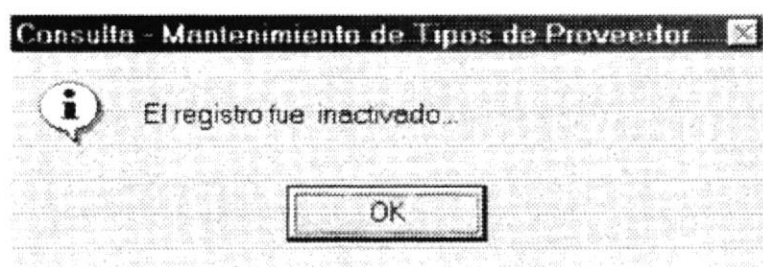 Consulta - Mantenimiento de Tipos de Proveedor
El registro fue inactivado...
OK